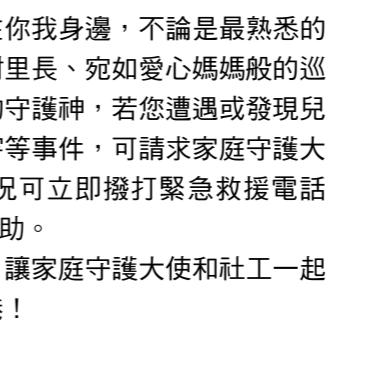 你我身邊，不論是最熟悉的
里長、宛如愛心媽媽般的巡
守護神，若您遭遇或發現兒
等事件，可請求家庭守護大
況可立即撥打緊急救援電話
助。
讓家庭守護大使和社工一起
！